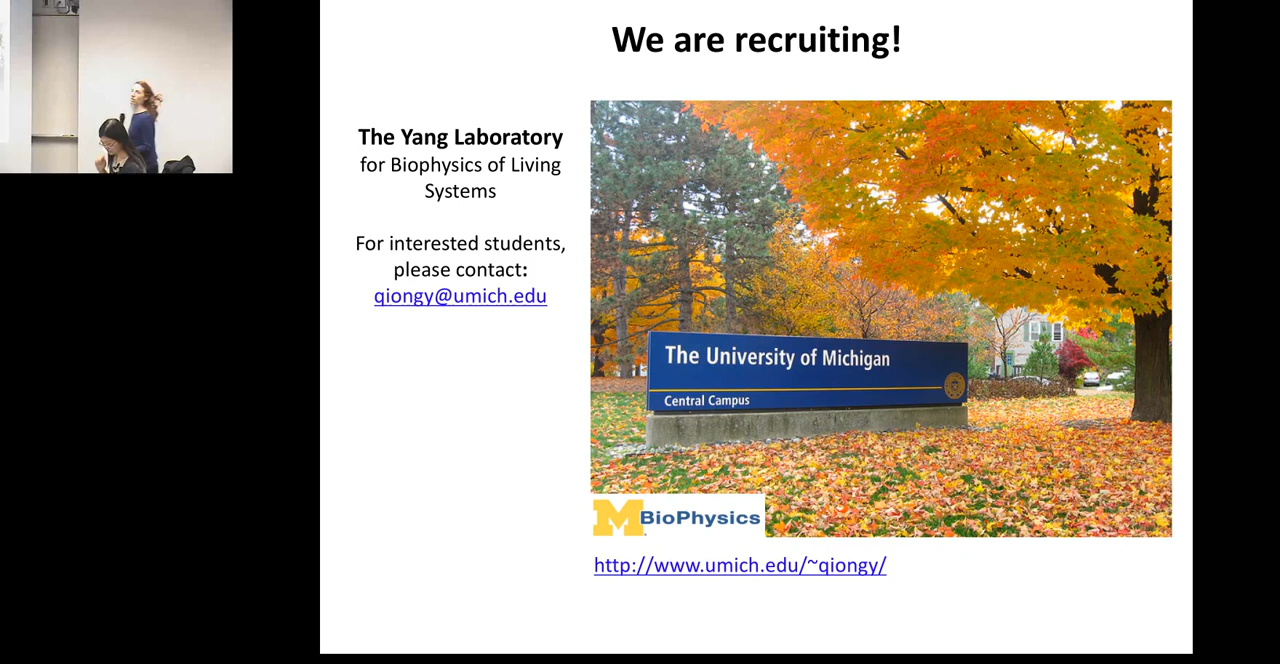 We are recruiting!
The Yang Laboratory
for Biophysics of Living
Systems
For interested students,
please contact:
qiongy@umich.edu
The University of Michigan
Central Campus
M BioPhysics
http://www.umich.edu/~qiongy/